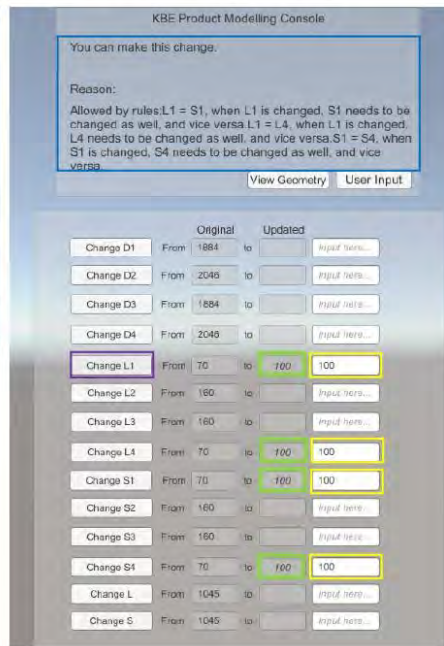 KBE Product Modelling Console
You can make this change.
Reason:
Allowed by rules:L1 = S1, when L1 is changed, S1 needs to be
changed as well, and vice versa.L1 = L4, when L1 is changed,
L4 needs to be changed as well, and vice versa.S1 = S4, when
S1 is changed, S4 needs to be changed as well, and vice
versa.
View Geometry User Input
Original Updated
Change D1 From 1884 to Input here...
Change D2 From 2046 to Input here...
Change D3 From 1884 to Input here...
Change D4 From 2046 to Input here...
Change L1 From 70 to 100 100
Change L2 From 160 to Input here...
Change L3 From 160 to Input here...
Change L4 From 70 to 100 100
Change S1 From 70 to 100 100
Change S2 From 160 to Input here...
Change S3 From 160 to Input here...
Change S4 From 70 to 100 100
Change L From 1045 to Input here...
Change S From 1045 to Input here...